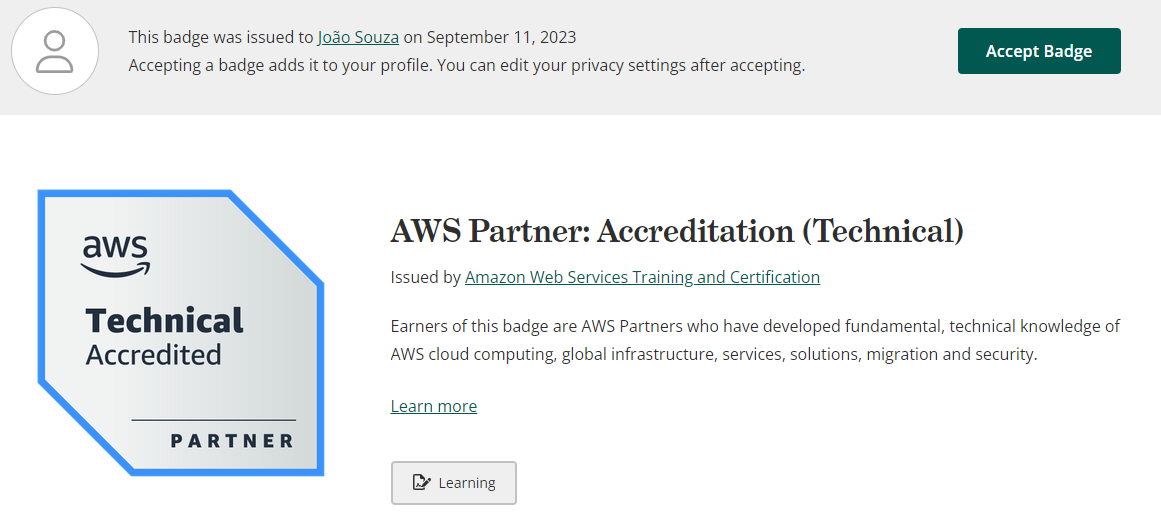 This badge was issued to João Souza on September 11, 2023
Accepting a badge adds it to your profile. You can edit your privacy settings after accepting.
Accept Badge
aws
Technical
Accredited
PARTNER
AWS Partner: Accreditation (Technical)
Issued by Amazon Web Services Training and Certification
Earners of this badge are AWS Partners who have developed fundamental, technical knowledge of
AWS cloud computing, global infrastructure, services, solutions, migration and security.
Learn more
Learning